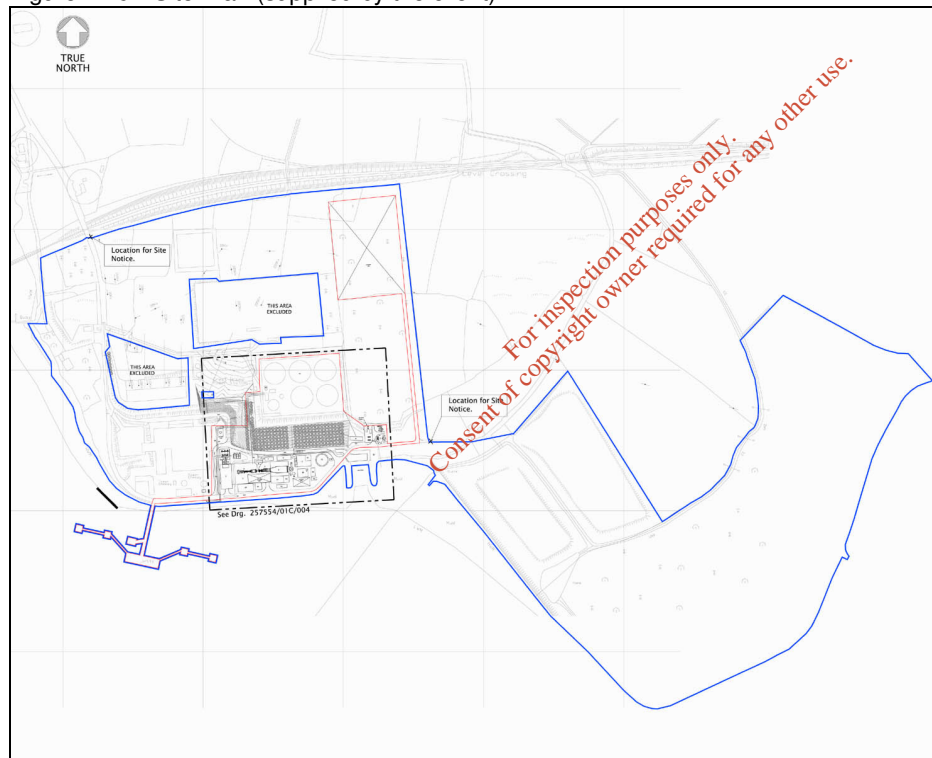 TRUE
NORTH
Location for Site
Notice.
THIS AREA
EXCLUDED
THIS AREA
EXCLUDED
Location for Site
Notice.
See Drg. 257554/01C/004
For inspection purposes only.
Consent of copyright owner required for any other use.